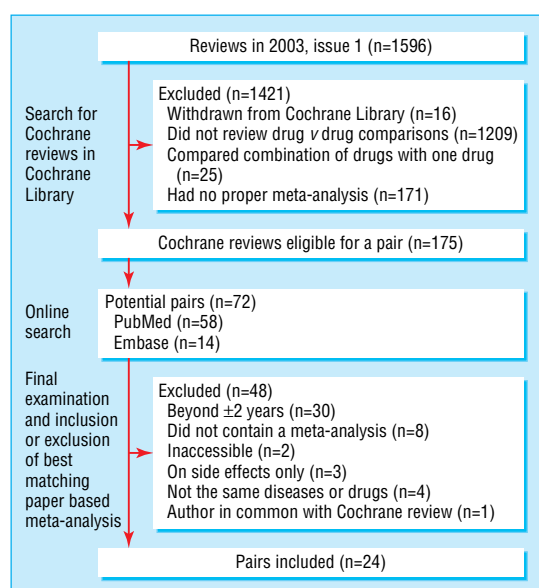 Reviews in 2003, issue 1 (n=1596)
Search for
Cochrane
reviews in
Cochrane
Library
Excluded (n=1421)
Withdrawn from Cochrane Library (n=16)
Did not review drug v drug comparisons (n=1209)
Compared combination of drugs with one drug
(n=25)
Had no proper meta-analysis (n=171)
Cochrane reviews eligible for a pair (n=175)
Online
search
Potential pairs (n=72)
PubMed (n=58)
Embase (n=14)
Final
examination
and inclusion
or exclusion
of best
matching
paper based
meta-analysis
Excluded (n=48)
Beyond ±2 years (n=30)
Did not contain a meta-analysis (n=8)
Inaccessible (n=2)
On side effects only (n=3)
Not the same diseases or drugs (n=4)
Author in common with Cochrane review (n=1)
Pairs included (n=24)